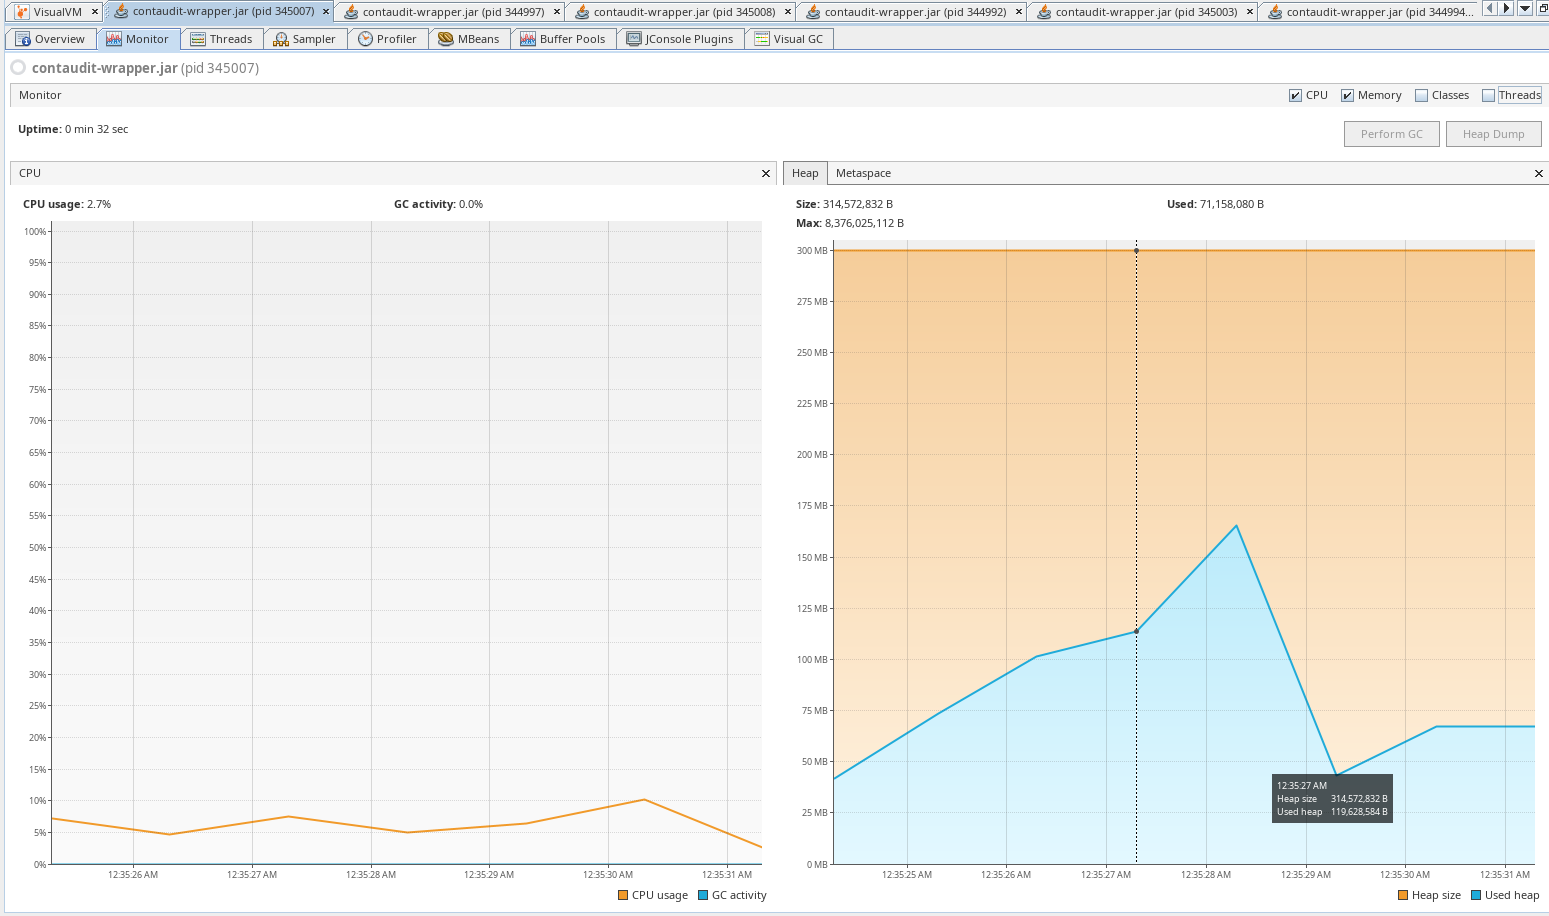 VisualVM contaudit-wrapper.jar (pid 345007) contaudit-wrapper.jar (pid 344997) contaudit-wrapper.jar (pid 345008) contaudit-wrapper.jar (pid 344992) contaudit-wrapper.jar (pid 345003) contaudit-wrapper.jar (pid 344994...
Overview Monitor Threads Sampler Profiler MBeans Buffer Pools JConsole Plugins Visual GC
contaudit-wrapper.jar (pid 345007)
Monitor CPU Memory Classes Threads
Uptime: 0 min 32 sec
Perform GC Heap Dump
CPU
CPU usage: 2.7% GC activity: 0.0%
100%
95%
90%
85%
80%
75%
70%
65%
60%
55%
50%
45%
40%
35%
30%
25%
20%
15%
10%
5%
0%
12:35:26 AM 12:35:27 AM 12:35:28 AM 12:35:29 AM 12:35:30 AM 12:35:31 AM
CPU usage GC activity
Heap Metaspace
Size: 314,572,832 B Used: 71,158,080 B
Max: 8,376,025,112 B
300 MB
275 MB
250 MB
225 MB
200 MB
175 MB
150 MB
125 MB
100 MB
75 MB
50 MB
25 MB
0 MB
12:35:27 AM
Heap size 314,572,832 B
Used heap 119,628,584 B
12:35:25 AM 12:35:26 AM 12:35:27 AM 12:35:28 AM 12:35:29 AM 12:35:30 AM 12:35:31 AM
Heap size Used heap